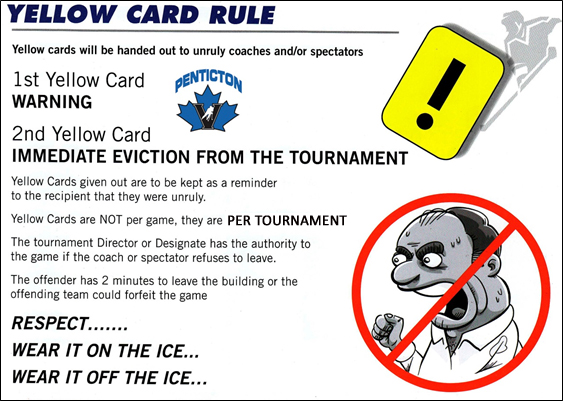 YELLOW CARD RULE
Yellow cards will be handed out to unruly coaches and/or spectators
1st Yellow Card
WARNING
PENTICTON
V
2nd Yellow Card
IMMEDIATE EVICTION FROM THE TOURNAMENT
!
Yellow Cards given out are to be kept as a reminder
to the recipient that they were unruly.
Yellow Cards are NOT per game, they are PER TOURNAMENT
The tournament Director or Designate has the authority to
the game if the coach or spectator refuses to leave.
The offender has 2 minutes to leave the building or the
offending team could forfeit the game
RESPECT.......
WEAR IT ON THE ICE...
WEAR IT OFF THE ICE...